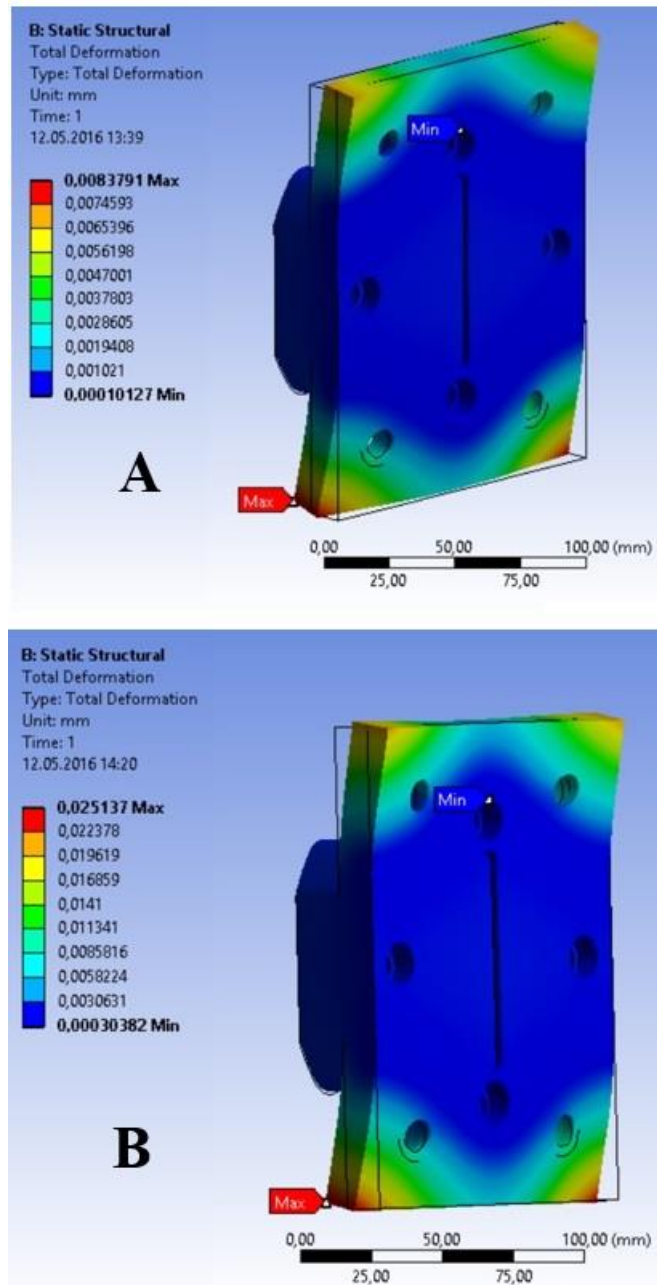 B: Static Structural
Total Deformation
Type: Total Deformation
Unit: mm
Time: 1
12.05.2016 13:39
0,0083791 Max
0,0074593
0,0065396
0,0056198
0,0047001
0,0037803
0,0028605
0,0019408
0,001021
0,00010127 Min
Min
Max
A
0,00 50,00 100,00 (mm)
25,00 75,00
B: Static Structural
Total Deformation
Type: Total Deformation
Unit: mm
Time: 1
12.05.2016 14:20
0,025137 Max
0,022378
0,019619
0,016859
0,0141
0,011341
0,0085816
0,0058224
0,0030631
0,00030382 Min
Min
B
Max
0,00 50,00 100,00 (mm)
25,00 75,00